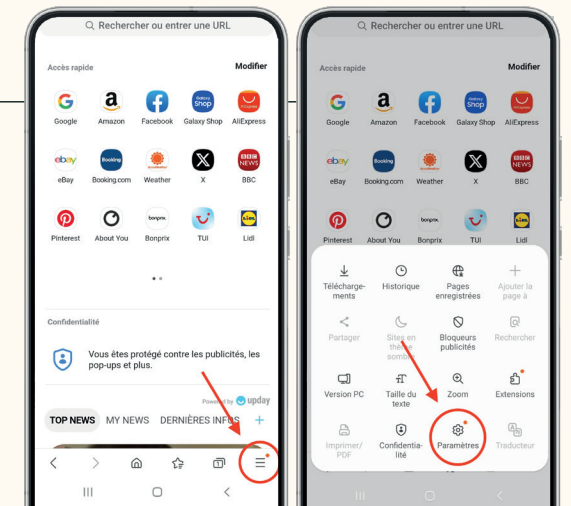 Rechercher ou entrer une URL
Accès rapide
Modifier
Google
Amazon
Facebook
Galaxy Shop
AliExpress
eBay
Booking.com
Weather
X
BBC
Pinterest
About You
Bonprix
TUI
Lidl
Confidentialité
Vous êtes protégé contre les publicités, les
pop-ups et plus.
Powered by upday
TOP NEWS
MY NEWS
DERNIÈRES INFOS
Rechercher ou entrer une URL
Accès rapide
Modifier
Google
Amazon
Facebook
Galaxy Shop
AliExpress
eBay
Booking.com
Weather
X
BBC
Pinterest
About You
Bonprix
TUI
Lidl
Télécharge-
ments
Historique
Pages
enregistrées
Ajouter la
page à
Partager
Sites en
thème
sombre
Bloqueurs
publicités
Rechercher
Version PC
Taille du
texte
Zoom
Extensions
Imprimer/
PDF
Confidentia-
lité
Paramètres
Traducteur